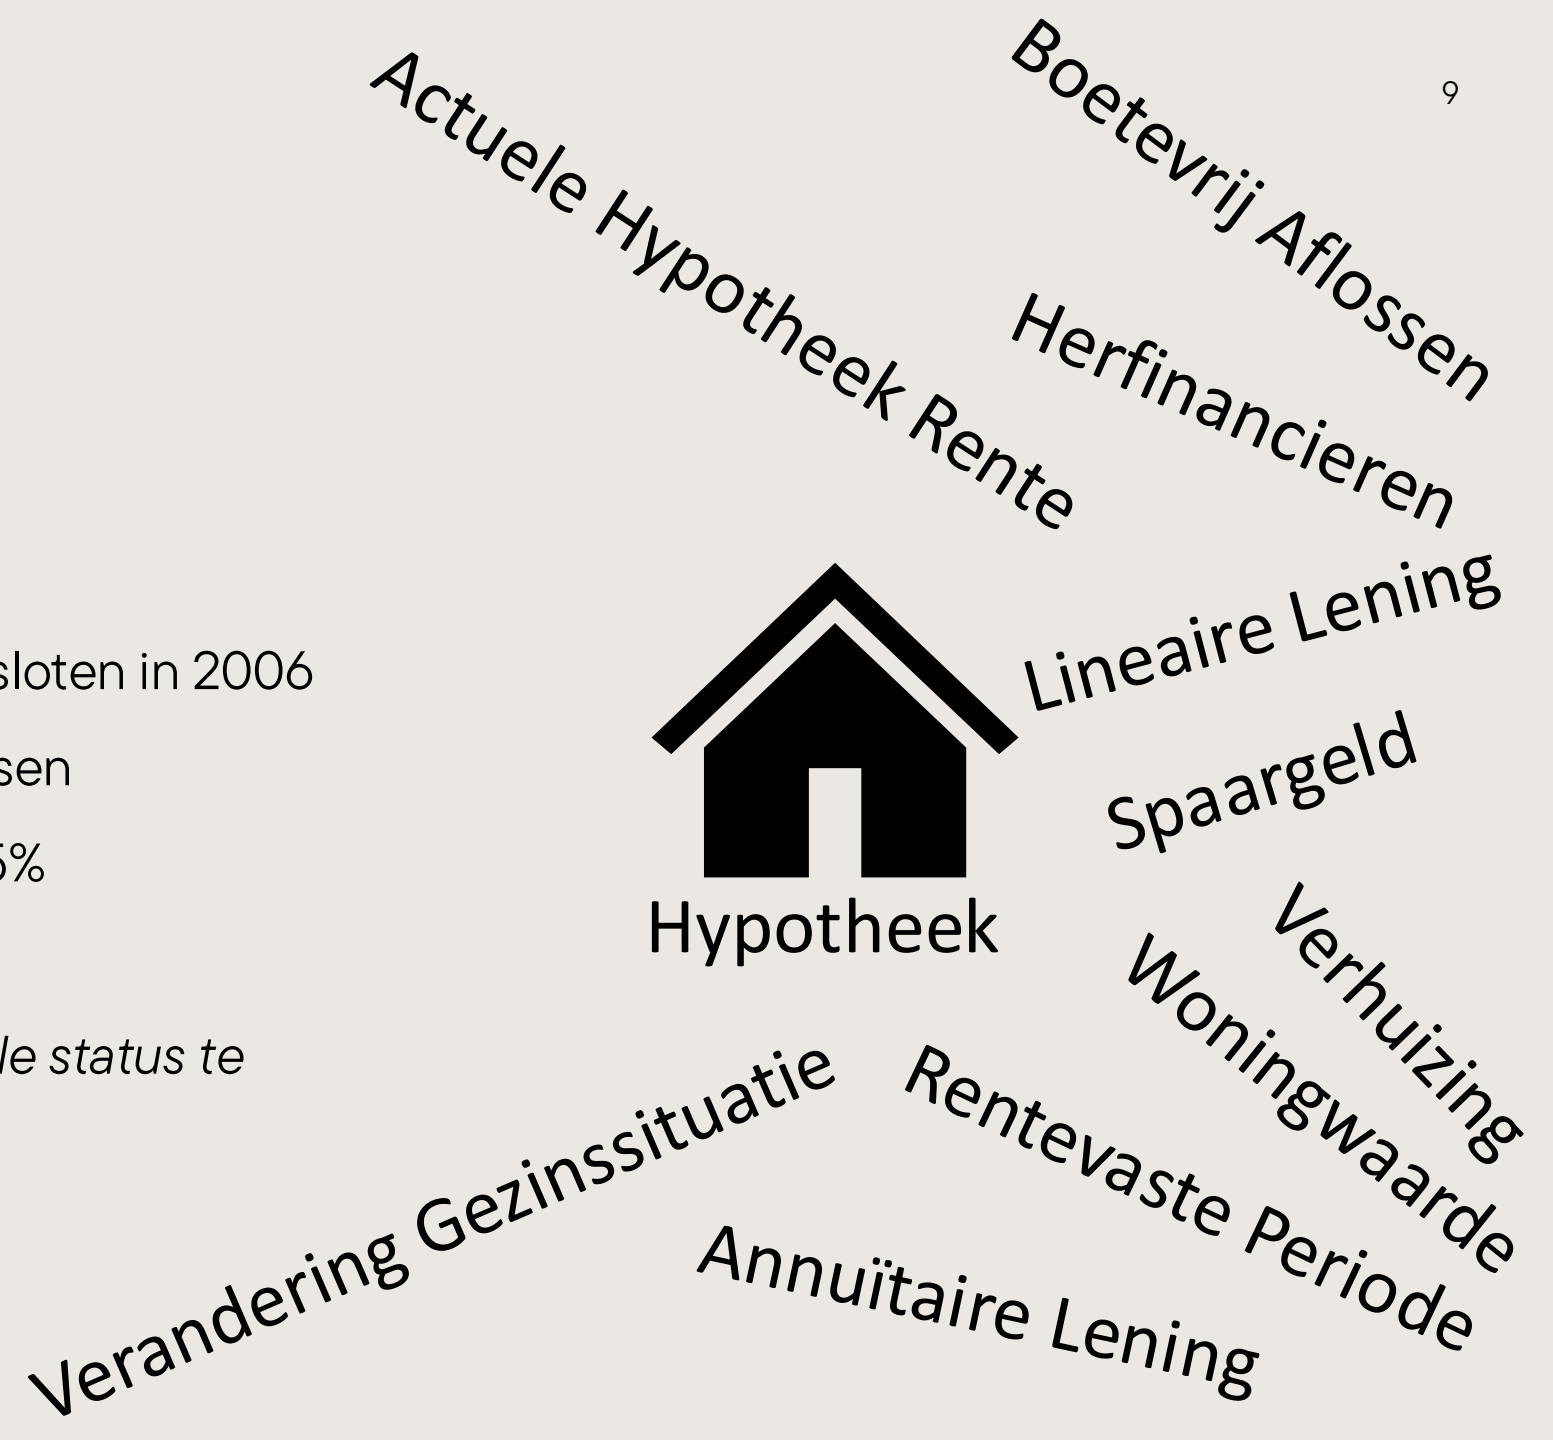 9
Boetevrij Aflossen
Actuele Hypotheek Rente
Herfinancieren
Lineaire Lening
sloten in 2006
Spaargeld
sen
5%
Hypotheek
Verhuizing
Woningwaarde
le status te
Rentevaste Periode
Verandering Gezinssituatie
Annuïtaire Lening